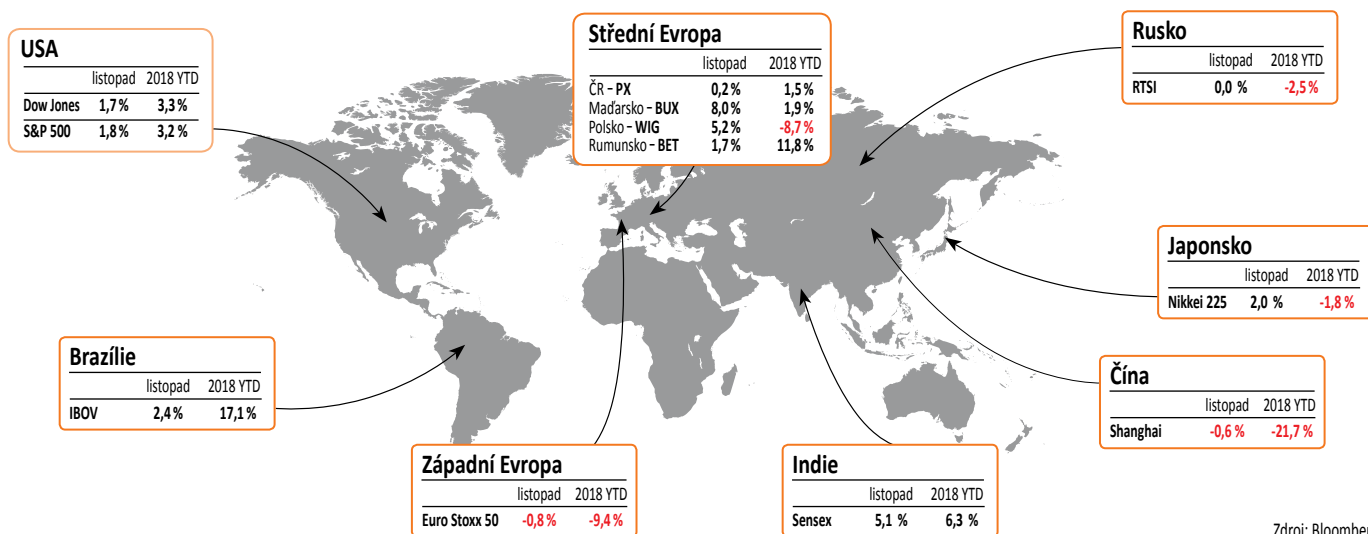 USA
listopad 2018 YTD
Dow Jones 1,7 % 3,3 %
S&P 500 1,8 % 3,2 %
Střední Evropa
listopad 2018 YTD
ČR – PX 0,2 % 1,5 %
Maďarsko – BUX 8,0 % 1,9 %
Polsko – WIG 5,2 % -8,7 %
Rumunsko – BET 1,7 % 11,8 %
Rusko
listopad 2018 YTD
RTSI 0,0 % -2,5 %
Japonsko
listopad 2018 YTD
Nikkei 225 2,0 % -1,8 %
Brazílie
listopad 2018 YTD
IBOV 2,4 % 17,1 %
Čína
listopad 2018 YTD
Shanghai -0,6 % -21,7 %
Západní Evropa
listopad 2018 YTD
Euro Stoxx 50 -0,8 % -9,4 %
Indie
listopad 2018 YTD
Sensex 5,1 % 6,3 %
Zdroj: Bloomber